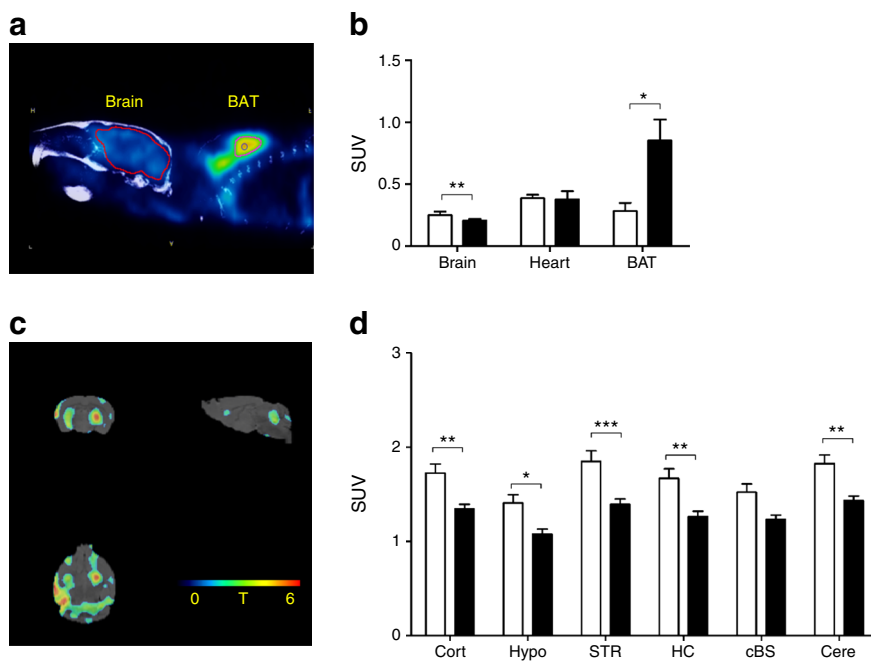 a
Brain BAT
b
SUV
1.5
1.0
0.5
0
**
*
Brain Heart BAT
c
0 T 6
d
SUV
3
2
1
0
** * *** ** **
Cort Hypo STR HC cBS Cere